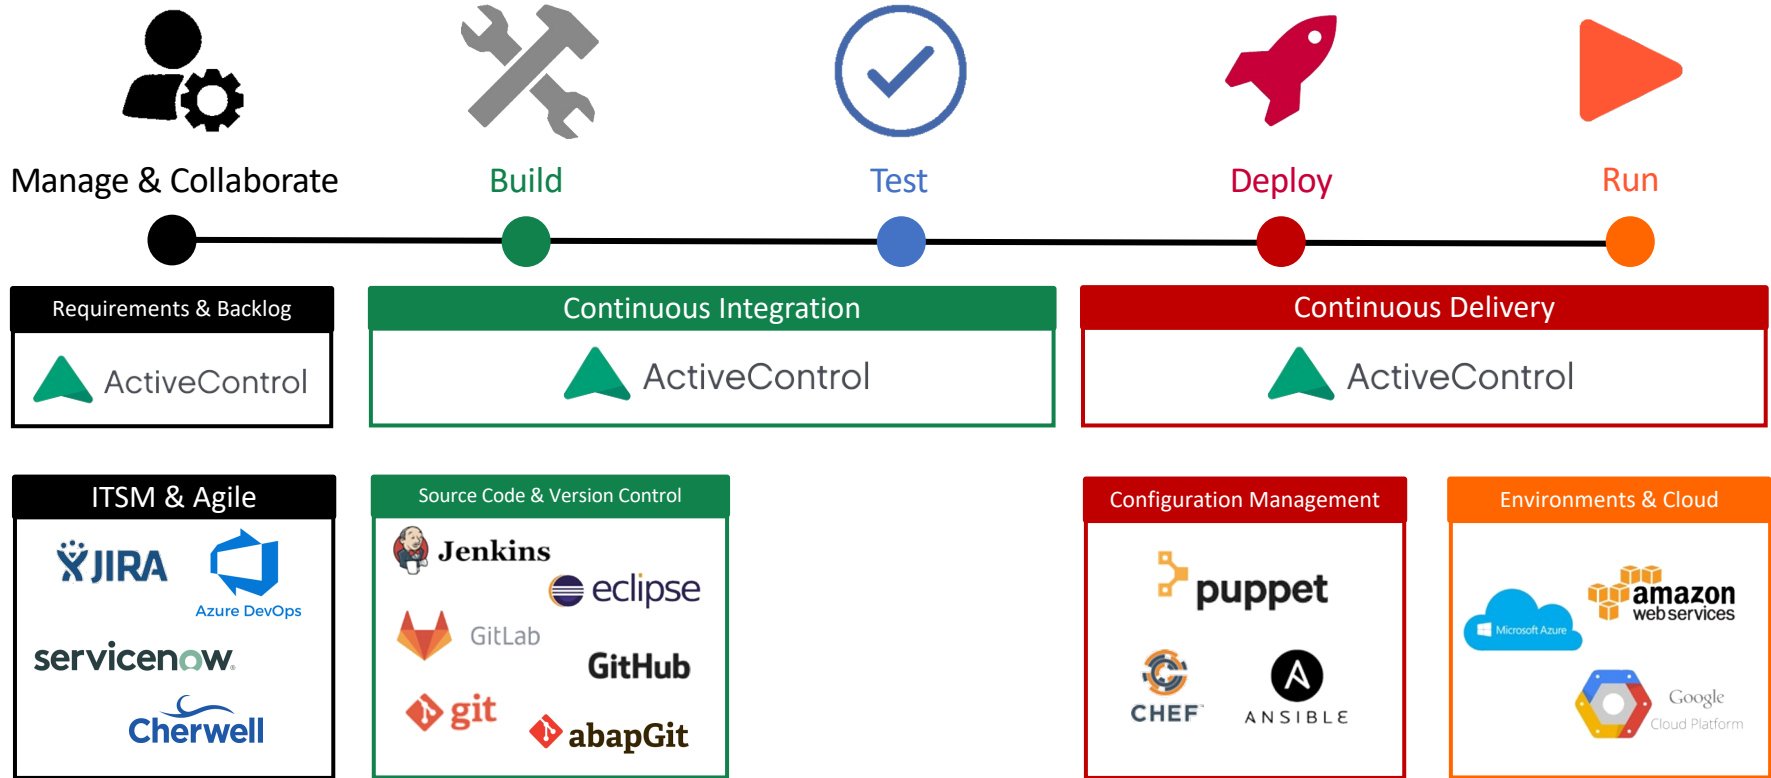 Manage & Collaborate
Build
Test
Deploy
Run
Requirements & Backlog
ActiveControl
Continuous Integration
ActiveControl
Continuous Delivery
ActiveControl
ITSM & Agile
JIRA
Azure DevOps
servicenow
Cherwell
Source Code & Version Control
Jenkins
eclipse
GitLab
GitHub
git
abapGit
Configuration Management
puppet
CHEF
ANSIBLE
Environments & Cloud
Microsoft Azure
amazon
web services
Google
Cloud Platform